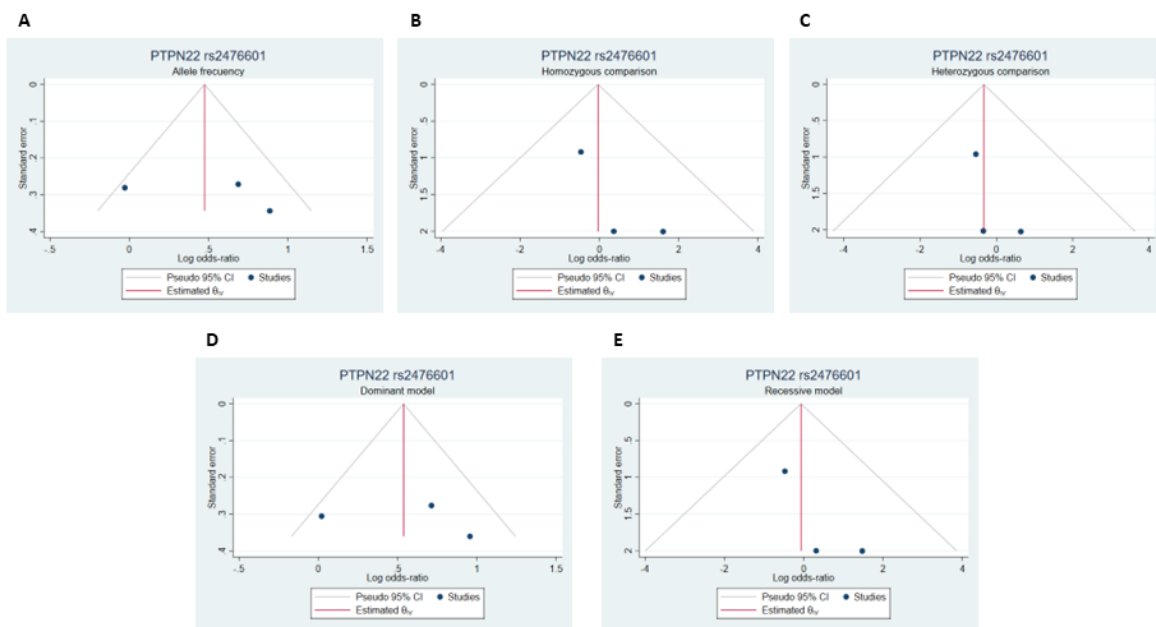 A
PTPN22 rs2476601
Allele frecuency
Standard error
0
.1
.2
.3
.4
-.5
0
.5
1
1.5
Log odds-ratio
Pseudo 95% CI
Studies
Estimated θIV
B
PTPN22 rs2476601
Homozygous comparison
Standard error
0
.5
1
1.5
2
-4
-2
0
2
4
Log odds-ratio
Pseudo 95% CI
Studies
Estimated θIV
C
PTPN22 rs2476601
Heterozygous comparison
Standard error
0
.5
1
1.5
2
-4
-2
0
2
4
Log odds-ratio
Pseudo 95% CI
Studies
Estimated θIV
D
PTPN22 rs2476601
Dominant model
Standard error
0
.1
.2
.3
.4
-.5
0
.5
1
1.5
Log odds-ratio
Pseudo 95% CI
Studies
Estimated θIV
E
PTPN22 rs2476601
Recessive model
Standard error
0
.5
1
1.5
2
-4
-2
0
2
4
Log odds-ratio
Pseudo 95% CI
Studies
Estimated θIV